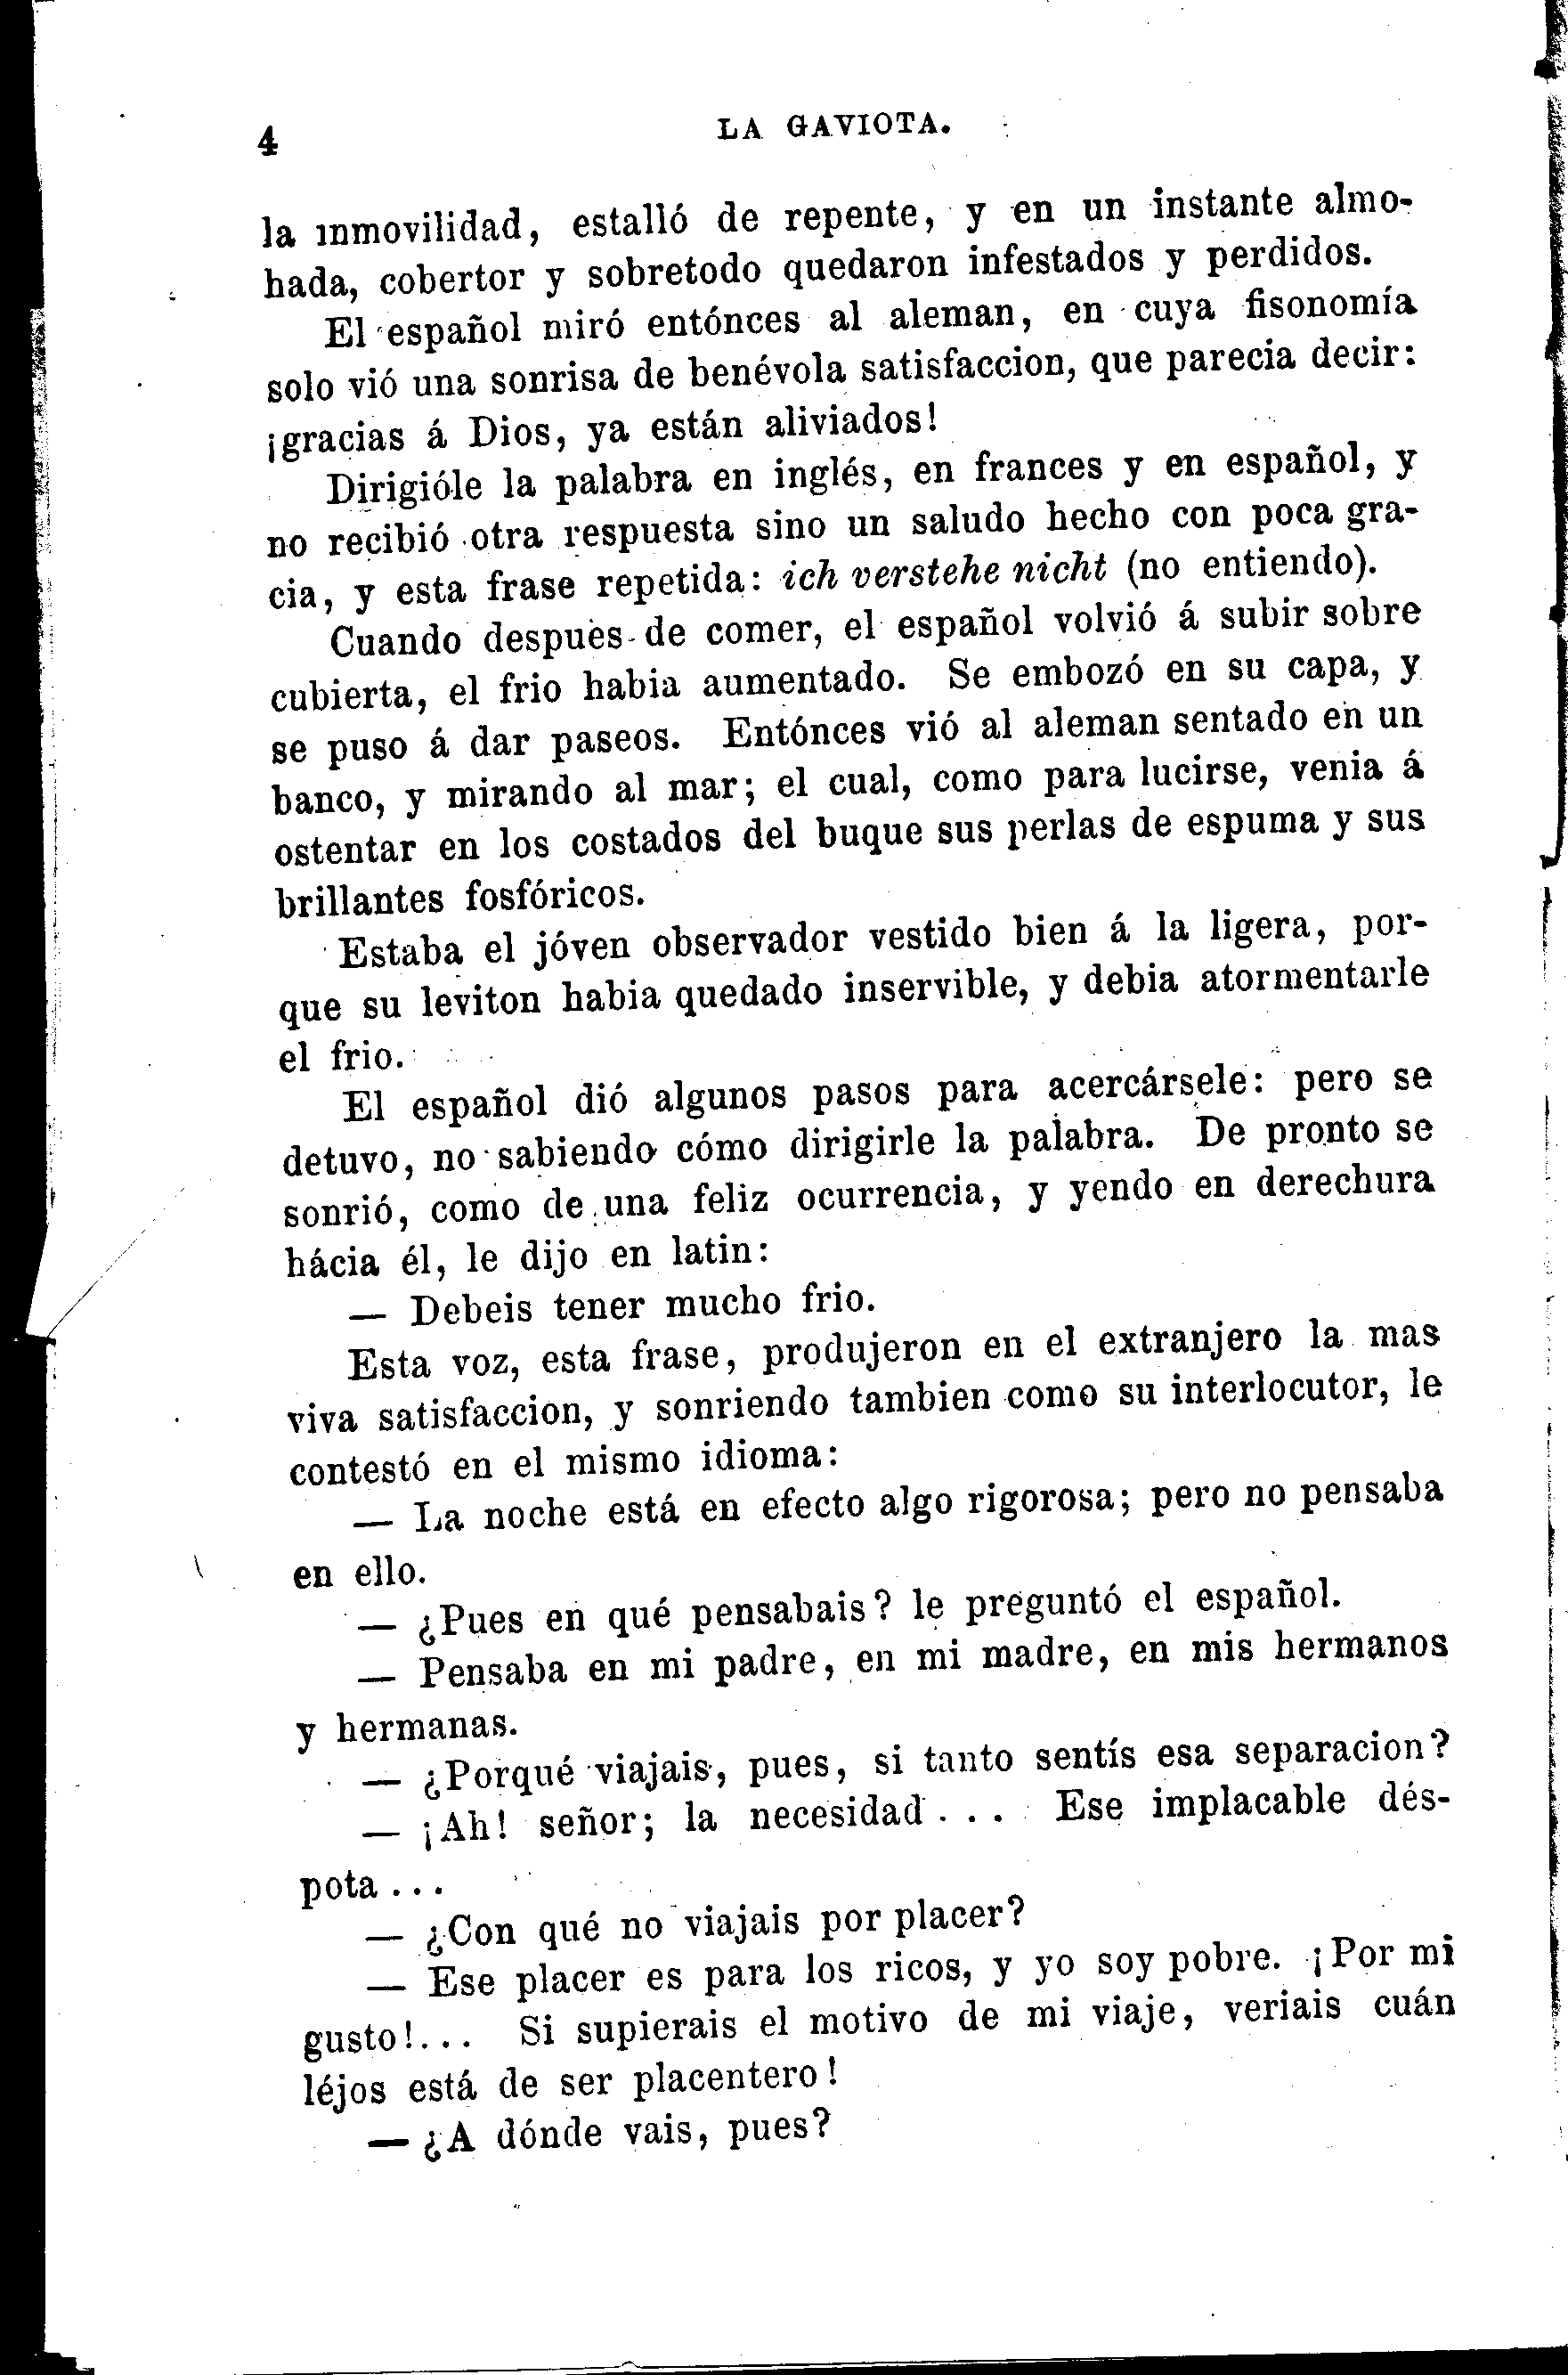 4
LA GAVIOTA.
la inmovilidad, estalló de repente, y en un instante almo-
hada, cobertor y sobretodo quedaron infestados y perdidos.
El español miró entónces al aleman, en cuya fisonomía
solo vió una sonrisa de benévola satisfaccion, que parecia decir:
¡gracias á Dios, ya están aliviados!
Dirigióle la palabra en inglés, en frances y en español, y
no recibió otra respuesta sino un saludo hecho con poca gra-
cia, y esta frase repetida: ich verstehe nicht (no entiendo).
Cuando despues de comer, el español volvió á subir sobre
cubierta, el frio habia aumentado. Se embozó en su capa, y
se puso á dar paseos. Entónces vió al aleman sentado en un
banco, y mirando al mar; el cual, como para lucirse, venia á
ostentar en los costados del buque sus perlas de espuma y sus
brillantes fosfóricos.
Estaba el jóven observador vestido bien á la ligera, por-
que su leviton habia quedado inservible, y debia atormentarle
el frio.
El español dió algunos pasos para acercársele: pero se
detuvo, no sabiendo cómo dirigirle la palabra. De pronto se
sonrió, como de una feliz ocurrencia, y yendo en derechura
hácia él, le dijo en latin:
— Debeis tener mucho frio.
Esta voz, esta frase, produjeron en el extranjero la mas
viva satisfaccion, y sonriendo tambien como su interlocutor, le
contestó en el mismo idioma:
— La noche está en efecto algo rigorosa; pero no pensaba
en ello.
— ¿Pues en qué pensabais? le preguntó el español.
— Pensaba en mi padre, en mi madre, en mis hermanos
y hermanas.
— ¿Porqué viajais, pues, si tanto sentís esa separacion?
— ¡Ah! señor; la necesidad . . . Ese implacable dés-
pota . . .
— ¿Con qué no viajais por placer?
— Ese placer es para los ricos, y yo soy pobre. ¡Por mi
gusto!. . . Si supierais el motivo de mi viaje, veriais cuán
léjos está de ser placentero!
— ¿A dónde vais, pues?